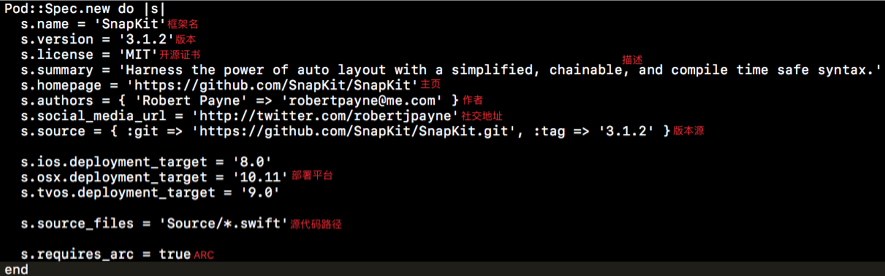 Pod::Spec.new do |s|
s.name = 'SnapKit'框架名
s.version = '3.1.2'版本
s.license = 'MIT'开源证书
描述
s.summary = 'Harness the power of auto layout with a simplified, chainable, and compile time safe syntax.'
s.homepage = 'https://github.com/SnapKit/SnapKit'主页
s.authors = { 'Robert Payne' => 'robertpayne@me.com' }作者
s.social_media_url = 'http://twitter.com/robertjpayne'社交地址
s.source = { :git => 'https://github.com/SnapKit/SnapKit.git', :tag => '3.1.2' }版本源
s.ios.deployment_target = '8.0'
s.osx.deployment_target = '10.11'部署平台
s.tvos.deployment_target = '9.0'
s.source_files = 'Source/*.swift'源代码路径
s.requires_arc = true ARC
end